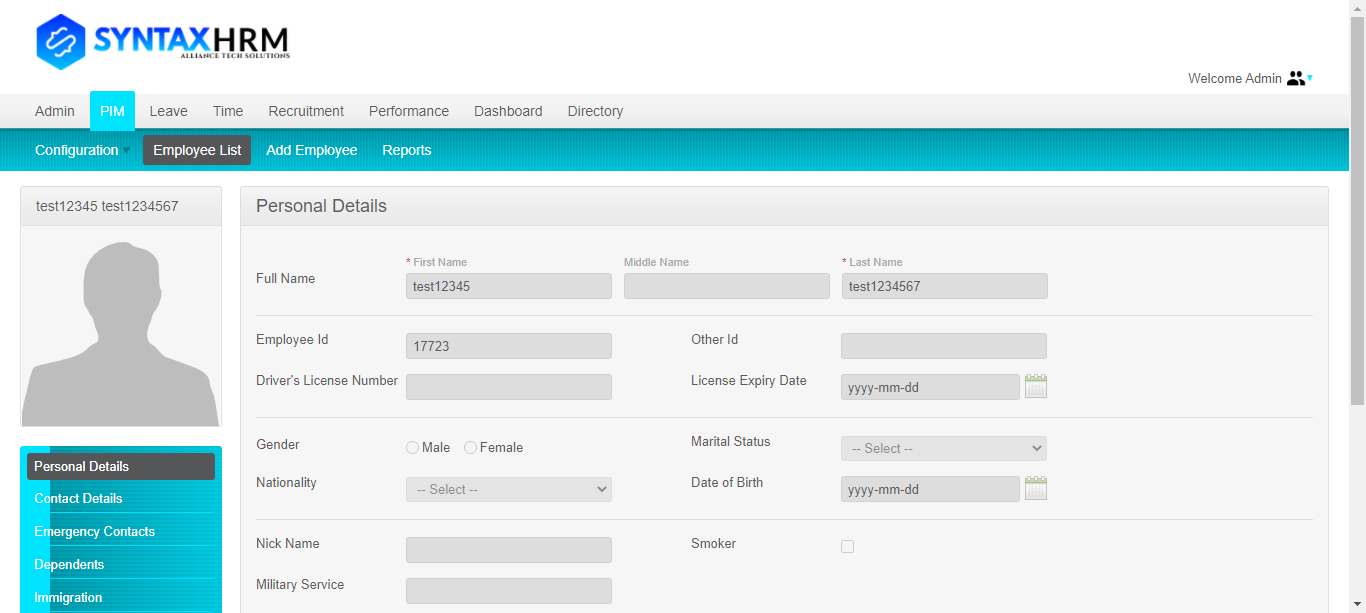 SYNTAXHRM
ALLIANCE TECH SOLUTIONS
Welcome Admin
Admin PIM Leave Time Recruitment Performance Dashboard Directory
Configuration Employee List Add Employee Reports
test12345 test1234567
Personal Details
* First Name Middle Name * Last Name
Full Name
test12345 test1234567
Employee Id 17723 Other Id
Driver's License Number License Expiry Date yyyy-mm-dd
Gender Male Female Marital Status -- Select --
Nationality -- Select -- Date of Birth yyyy-mm-dd
Nick Name Smoker
Military Service
Personal Details
Contact Details
Emergency Contacts
Dependents
Immigration